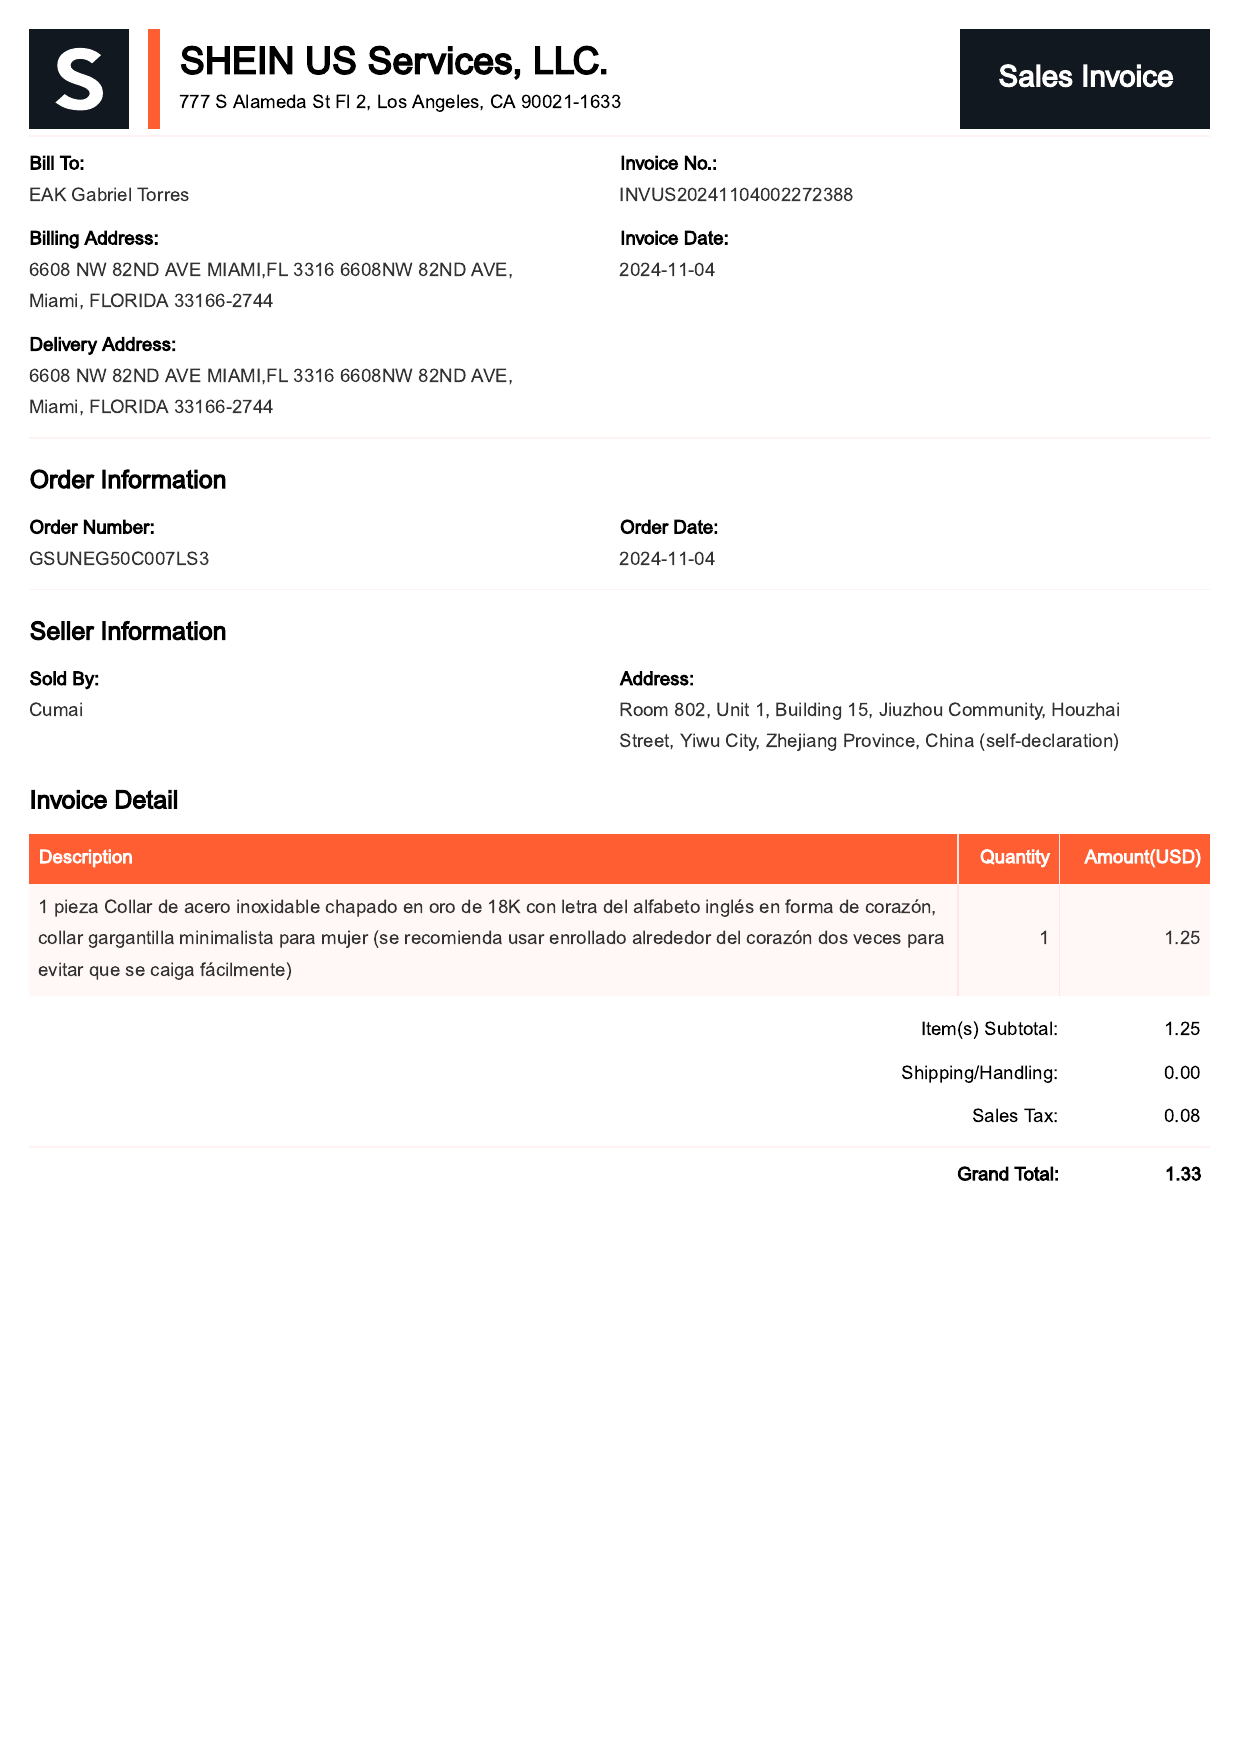 S
SHEIN US Services, LLC.
777 S Alameda St Fl 2, Los Angeles, CA 90021-1633
Sales Invoice
Bill To:
EAK Gabriel Torres
Invoice No.:
INVUS20241104002272388
Billing Address:
6608 NW 82ND AVE MIAMI,FL 3316 6608NW 82ND AVE,
Miami, FLORIDA 33166-2744
Invoice Date:
2024-11-04
Delivery Address:
6608 NW 82ND AVE MIAMI,FL 3316 6608NW 82ND AVE,
Miami, FLORIDA 33166-2744
Order Information
Order Number:
GSUNEG50C007LS3
Order Date:
2024-11-04
Seller Information
Sold By:
Cumai
Address:
Room 802, Unit 1, Building 15, Jiuzhou Community, Houzhai
Street, Yiwu City, Zhejiang Province, China (self-declaration)
Invoice Detail
Description Quantity Amount(USD)
1 pieza Collar de acero inoxidable chapado en oro de 18K con letra del alfabeto inglés en forma de corazón,
collar gargantilla minimalista para mujer (se recomienda usar enrollado alrededor del corazón dos veces para
evitar que se caiga fácilmente)
1 1.25
Item(s) Subtotal: 1.25
Shipping/Handling: 0.00
Sales Tax: 0.08
Grand Total: 1.33